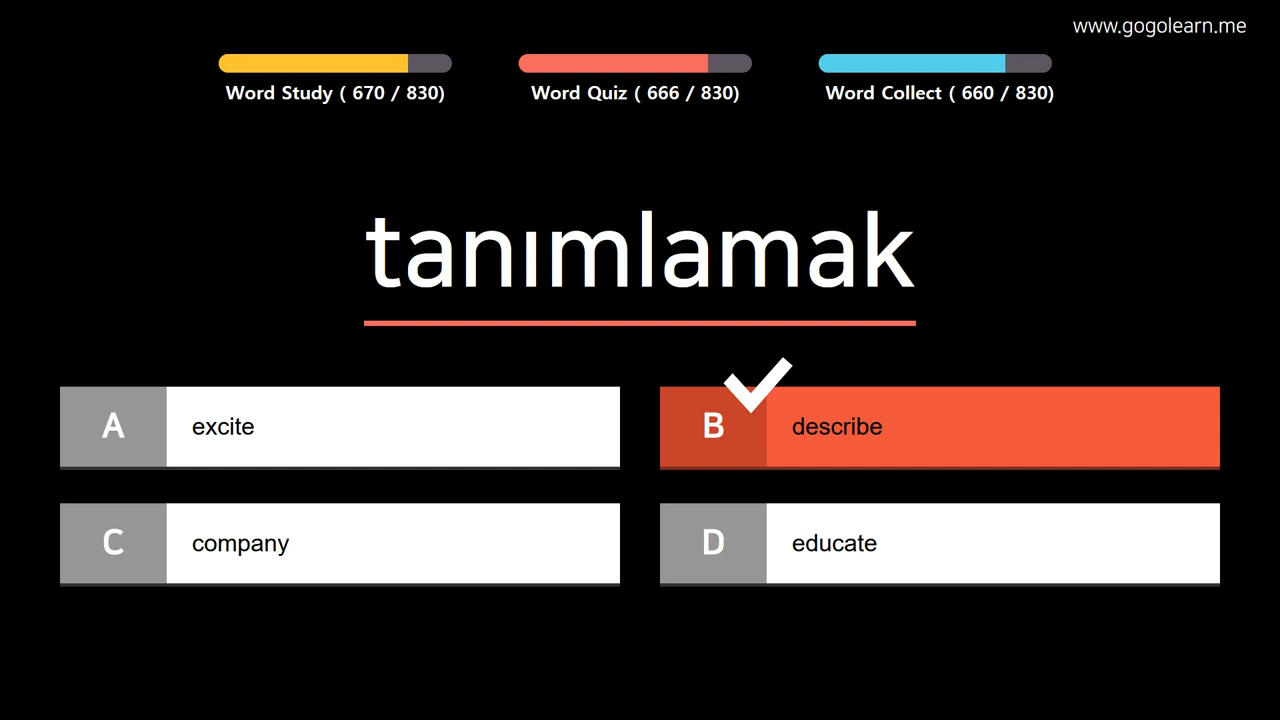 www.gogolearn.me
Word Study ( 670 / 830)
Word Quiz ( 666 / 830)
Word Collect ( 660 / 830)
tanımlamak
A excite
B describe
C company
D educate